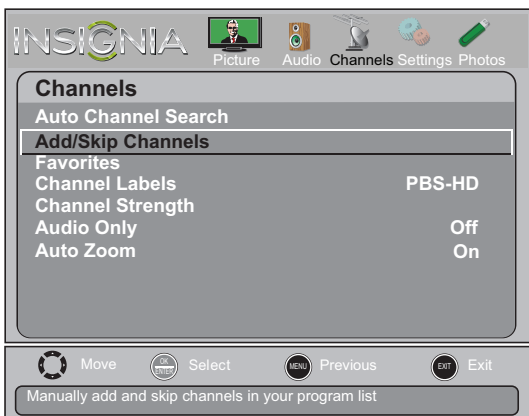 INSIGNIA
Picture Audio Channels Settings Photos
Channels
Auto Channel Search
Add/Skip Channels
Favorites
Channel Labels PBS-HD
Channel Strength
Audio Only Off
Auto Zoom On
Move OK ENTER Select MENU Previous EXIT Exit
Manually add and skip channels in your program list